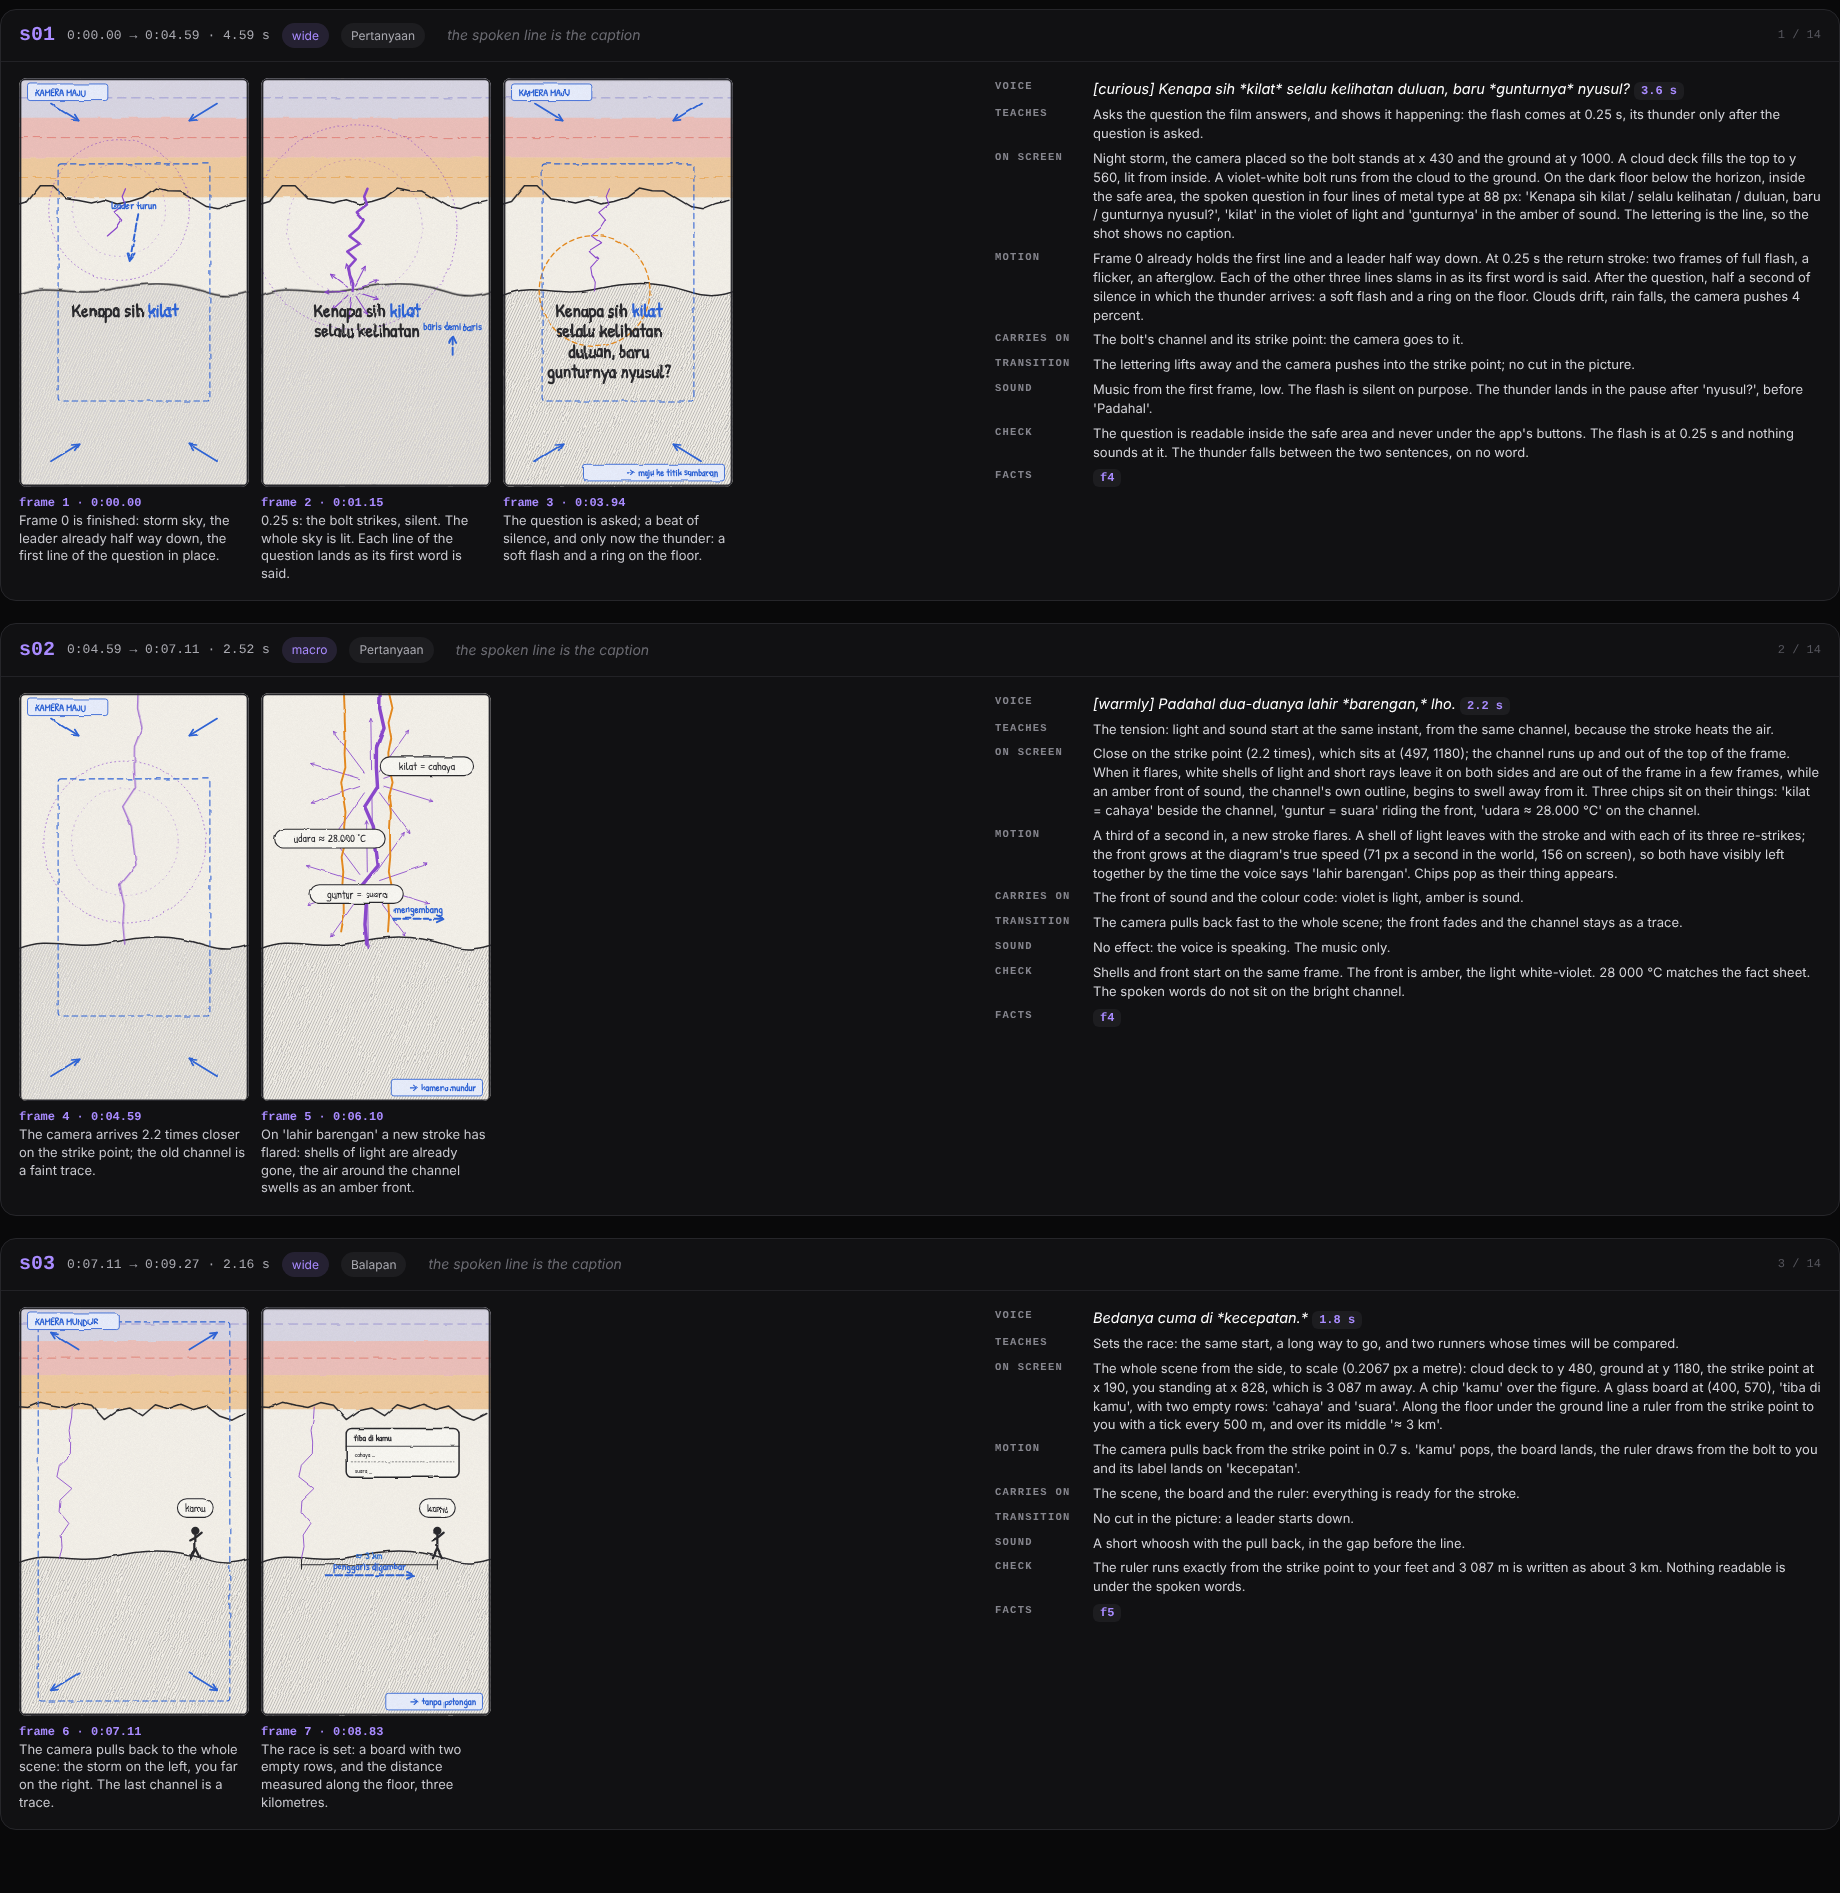 s01 0:00.00 → 0:04.59 · 4.59 s wide Pertanyaan the spoken line is the caption 1 / 14
KAMERA MAJU
leader turun
Kenapa sih kilat
Kenapa sih kilat
selalu kelihatan
baris demi baris
KAMERA MAJU
Kenapa sih kilat
selalu kelihatan
duluan, baru
gunturnya nyusul?
→ maju ke titik sambaran
frame 1 · 0:00.00
Frame 0 is finished: storm sky, the
leader already half way down, the
first line of the question in place.
frame 2 · 0:01.15
0.25 s: the bolt strikes, silent. The
whole sky is lit. Each line of the
question lands as its first word is
said.
frame 3 · 0:03.94
The question is asked; a beat of
silence, and only now the thunder: a
soft flash and a ring on the floor.
VOICE [curious] Kenapa sih *kilat* selalu kelihatan duluan, baru *gunturnya* nyusul? 3.6 s
TEACHES Asks the question the film answers, and shows it happening: the flash comes at 0.25 s, its thunder only after the
question is asked.
ON SCREEN Night storm, the camera placed so the bolt stands at x 430 and the ground at y 1000. A cloud deck fills the top to y
560, lit from inside. A violet-white bolt runs from the cloud to the ground. On the dark floor below the horizon, inside
the safe area, the spoken question in four lines of metal type at 88 px: 'Kenapa sih kilat / selalu kelihatan / duluan, baru
/ gunturnya nyusul?', 'kilat' in the violet of light and 'gunturnya' in the amber of sound. The lettering is the line, so the
shot shows no caption.
MOTION Frame 0 already holds the first line and a leader half way down. At 0.25 s the return stroke: two frames of full flash, a
flicker, an afterglow. Each of the other three lines slams in as its first word is said. After the question, half a second of
silence in which the thunder arrives: a soft flash and a ring on the floor. Clouds drift, rain falls, the camera pushes 4
percent.
CARRIES ON The bolt's channel and its strike point: the camera goes to it.
TRANSITION The lettering lifts away and the camera pushes into the strike point; no cut in the picture.
SOUND Music from the first frame, low. The flash is silent on purpose. The thunder lands in the pause after 'nyusul?', before
'Padahal'.
CHECK The question is readable inside the safe area and never under the app's buttons. The flash is at 0.25 s and nothing
sounds at it. The thunder falls between the two sentences, on no word.
FACTS f4
s02 0:04.59 → 0:07.11 · 2.52 s macro Pertanyaan the spoken line is the caption 2 / 14
KAMERA MAJU
kilat = cahaya
udara ≈ 28.000 °C
guntur = suara
mengembang
→ kamera mundur
frame 4 · 0:04.59
The camera arrives 2.2 times closer
on the strike point; the old channel is
a faint trace.
frame 5 · 0:06.10
On 'lahir barengan' a new stroke has
flared: shells of light are already
gone, the air around the channel
swells as an amber front.
VOICE [warmly] Padahal dua-duanya lahir *barengan,* lho. 2.2 s
TEACHES The tension: light and sound start at the same instant, from the same channel, because the stroke heats the air.
ON SCREEN Close on the strike point (2.2 times), which sits at (497, 1180); the channel runs up and out of the top of the frame.
When it flares, white shells of light and short rays leave it on both sides and are out of the frame in a few frames, while
an amber front of sound, the channel's own outline, begins to swell away from it. Three chips sit on their things: 'kilat
= cahaya' beside the channel, 'guntur = suara' riding the front, 'udara ≈ 28.000 °C' on the channel.
MOTION A third of a second in, a new stroke flares. A shell of light leaves with the stroke and with each of its three re-strikes;
the front grows at the diagram's true speed (71 px a second in the world, 156 on screen), so both have visibly left
together by the time the voice says 'lahir barengan'. Chips pop as their thing appears.
CARRIES ON The front of sound and the colour code: violet is light, amber is sound.
TRANSITION The camera pulls back fast to the whole scene; the front fades and the channel stays as a trace.
SOUND No effect: the voice is speaking. The music only.
CHECK Shells and front start on the same frame. The front is amber, the light white-violet. 28 000 °C matches the fact sheet.
The spoken words do not sit on the bright channel.
FACTS f4
s03 0:07.11 → 0:09.27 · 2.16 s wide Balapan the spoken line is the caption 3 / 14
KAMERA MUNDUR
kamu
tiba di kamu
cahaya _
suara _
kamu
≈ 3 km
penggaris digambar
→ tanpa potongan
frame 6 · 0:07.11
The camera pulls back to the whole
scene: the storm on the left, you far
on the right. The last channel is a
trace.
frame 7 · 0:08.83
The race is set: a board with two
empty rows, and the distance
measured along the floor, three
kilometres.
VOICE Bedanya cuma di *kecepatan.* 1.8 s
TEACHES Sets the race: the same start, a long way to go, and two runners whose times will be compared.
ON SCREEN The whole scene from the side, to scale (0.2067 px a metre): cloud deck to y 480, ground at y 1180, the strike point at
x 190, you standing at x 828, which is 3 087 m away. A chip 'kamu' over the figure. A glass board at (400, 570), 'tiba di
kamu', with two empty rows: 'cahaya' and 'suara'. Along the floor under the ground line a ruler from the strike point to
you with a tick every 500 m, and over its middle '≈ 3 km'.
MOTION The camera pulls back from the strike point in 0.7 s. 'kamu' pops, the board lands, the ruler draws from the bolt to you
and its label lands on 'kecepatan'.
CARRIES ON The scene, the board and the ruler: everything is ready for the stroke.
TRANSITION No cut in the picture: a leader starts down.
SOUND A short whoosh with the pull back, in the gap before the line.
CHECK The ruler runs exactly from the strike point to your feet and 3 087 m is written as about 3 km. Nothing readable is
under the spoken words.
FACTS f5